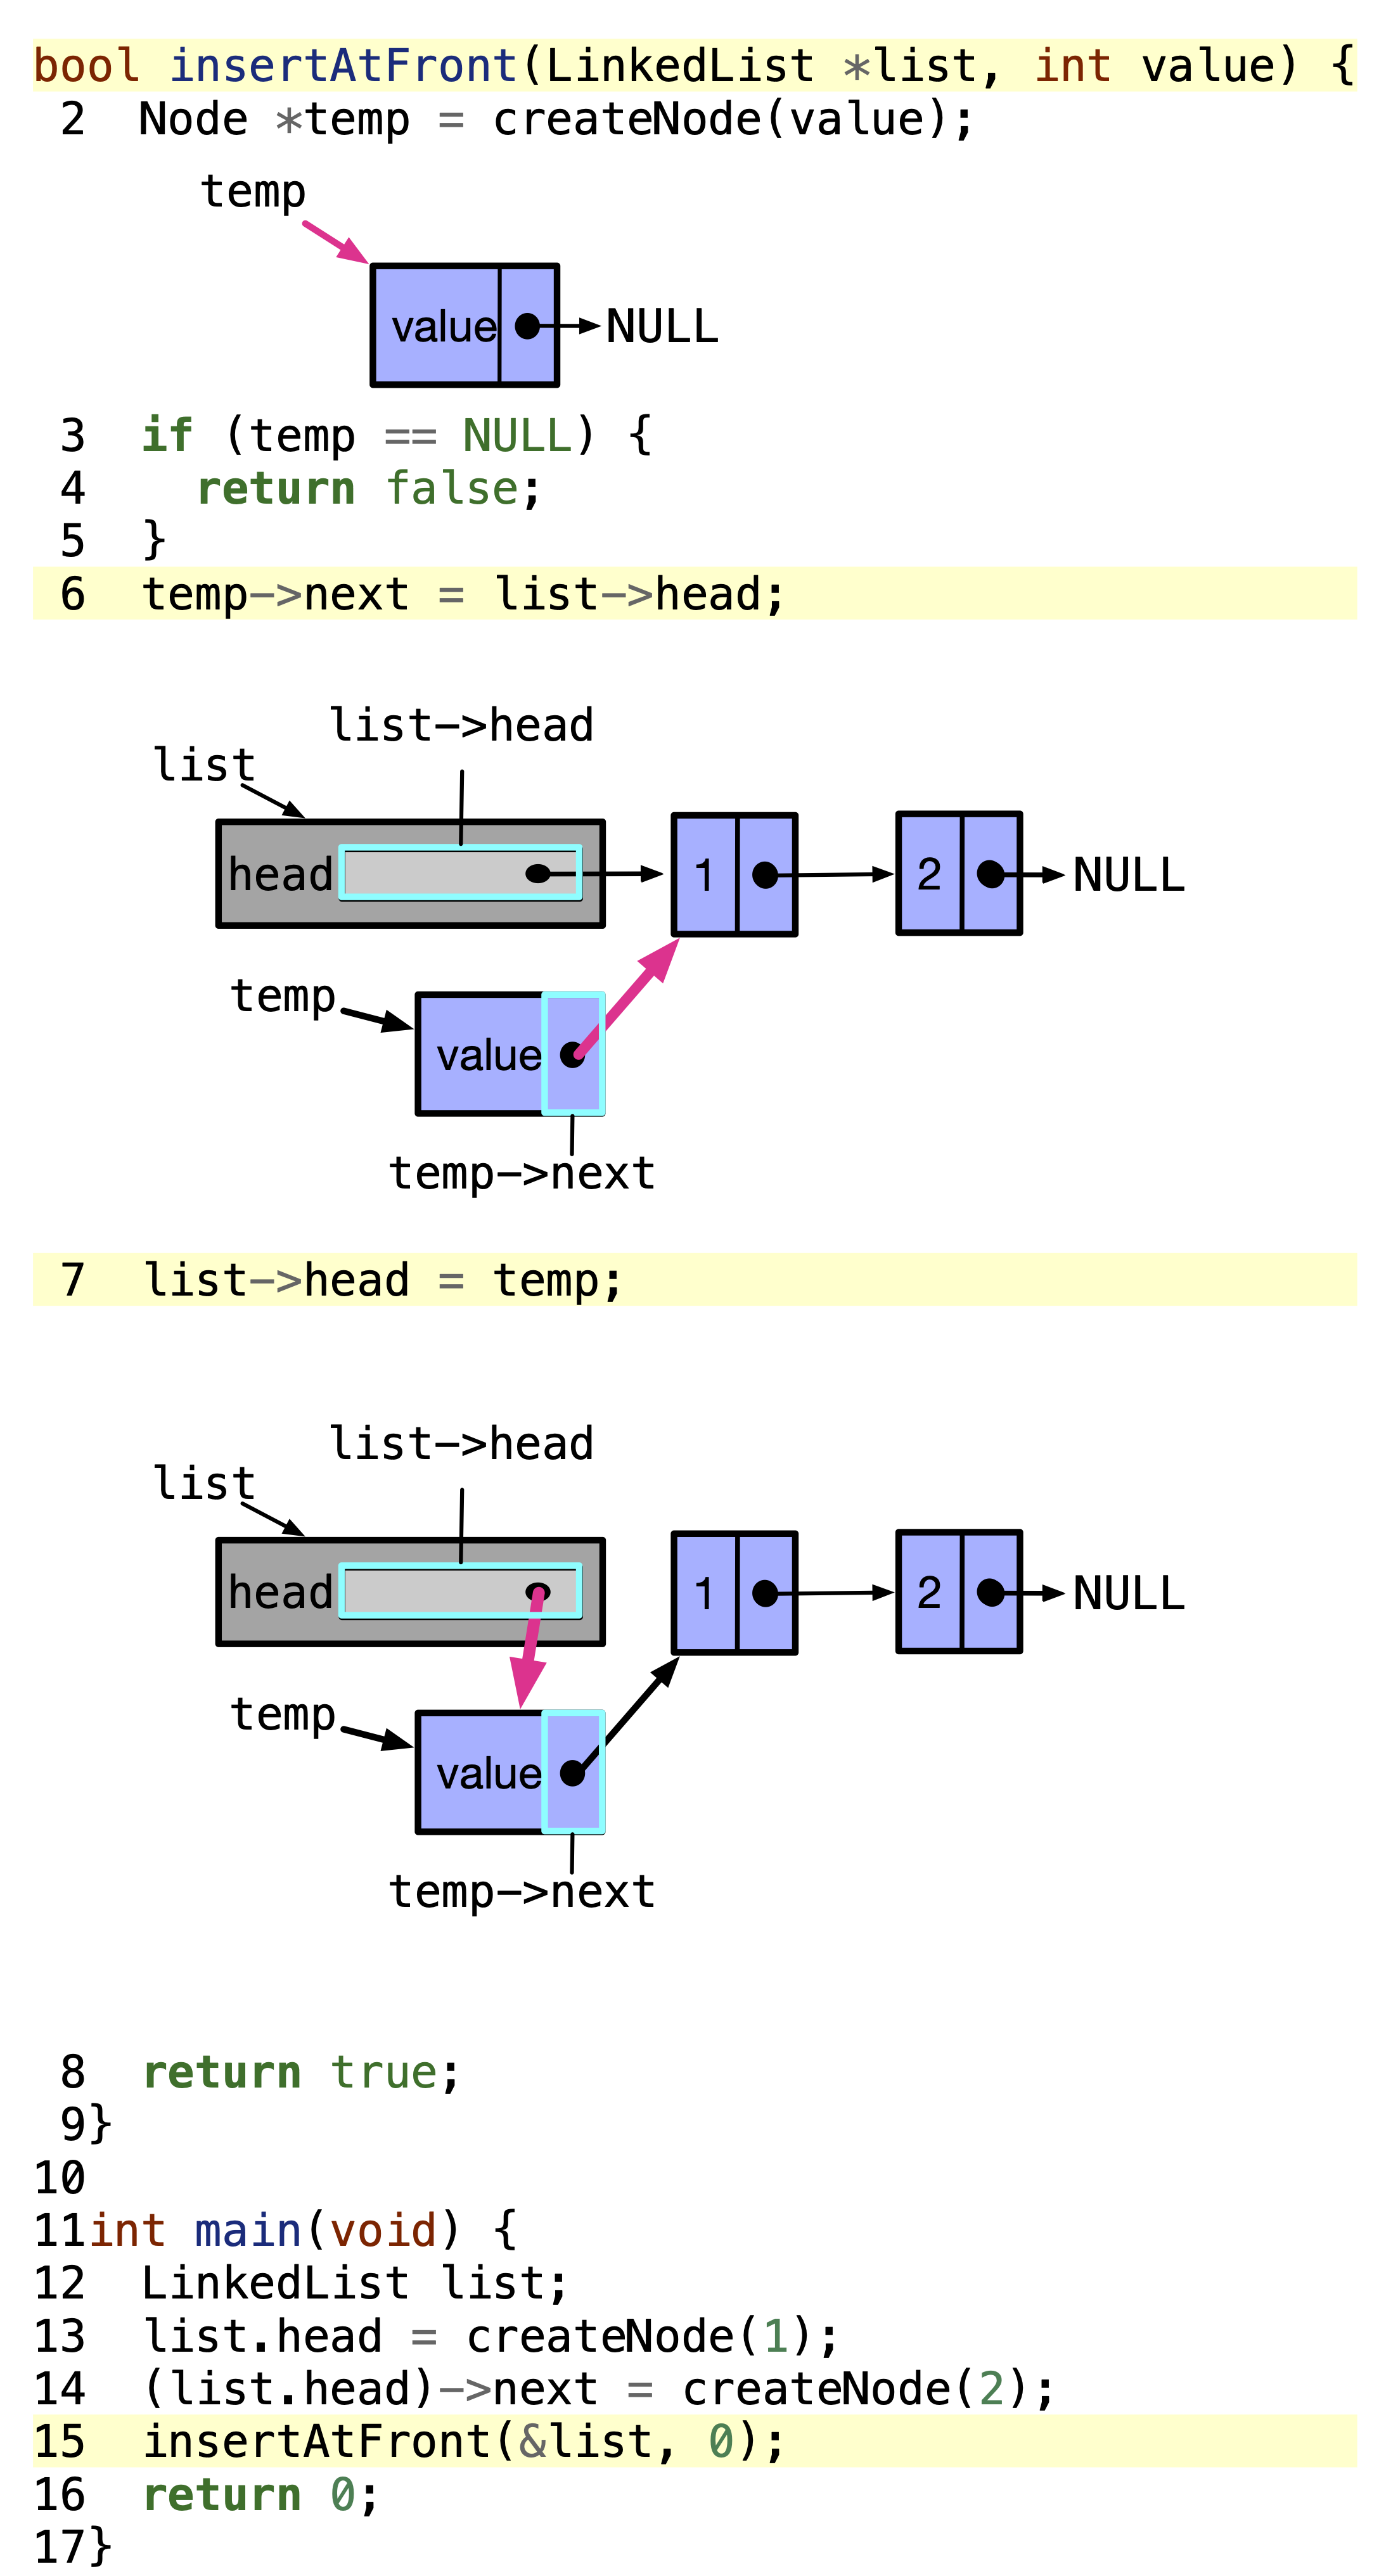 bool insertAtFront(LinkedList *list, int value) {
2 Node *temp = createNode(value);
temp
value NULL
3 if (temp == NULL) {
4 return false;
5 }
6 temp->next = list->head;
list->head
list
head 1 2 NULL
temp
value
temp->next
7 list->head = temp;
list->head
list
head 1 2 NULL
temp
value
temp->next
8 return true;
9}
10
11int main(void) {
12 LinkedList list;
13 list.head = createNode(1);
14 (list.head)->next = createNode(2);
15 insertAtFront(&list, 0);
16 return 0;
17}